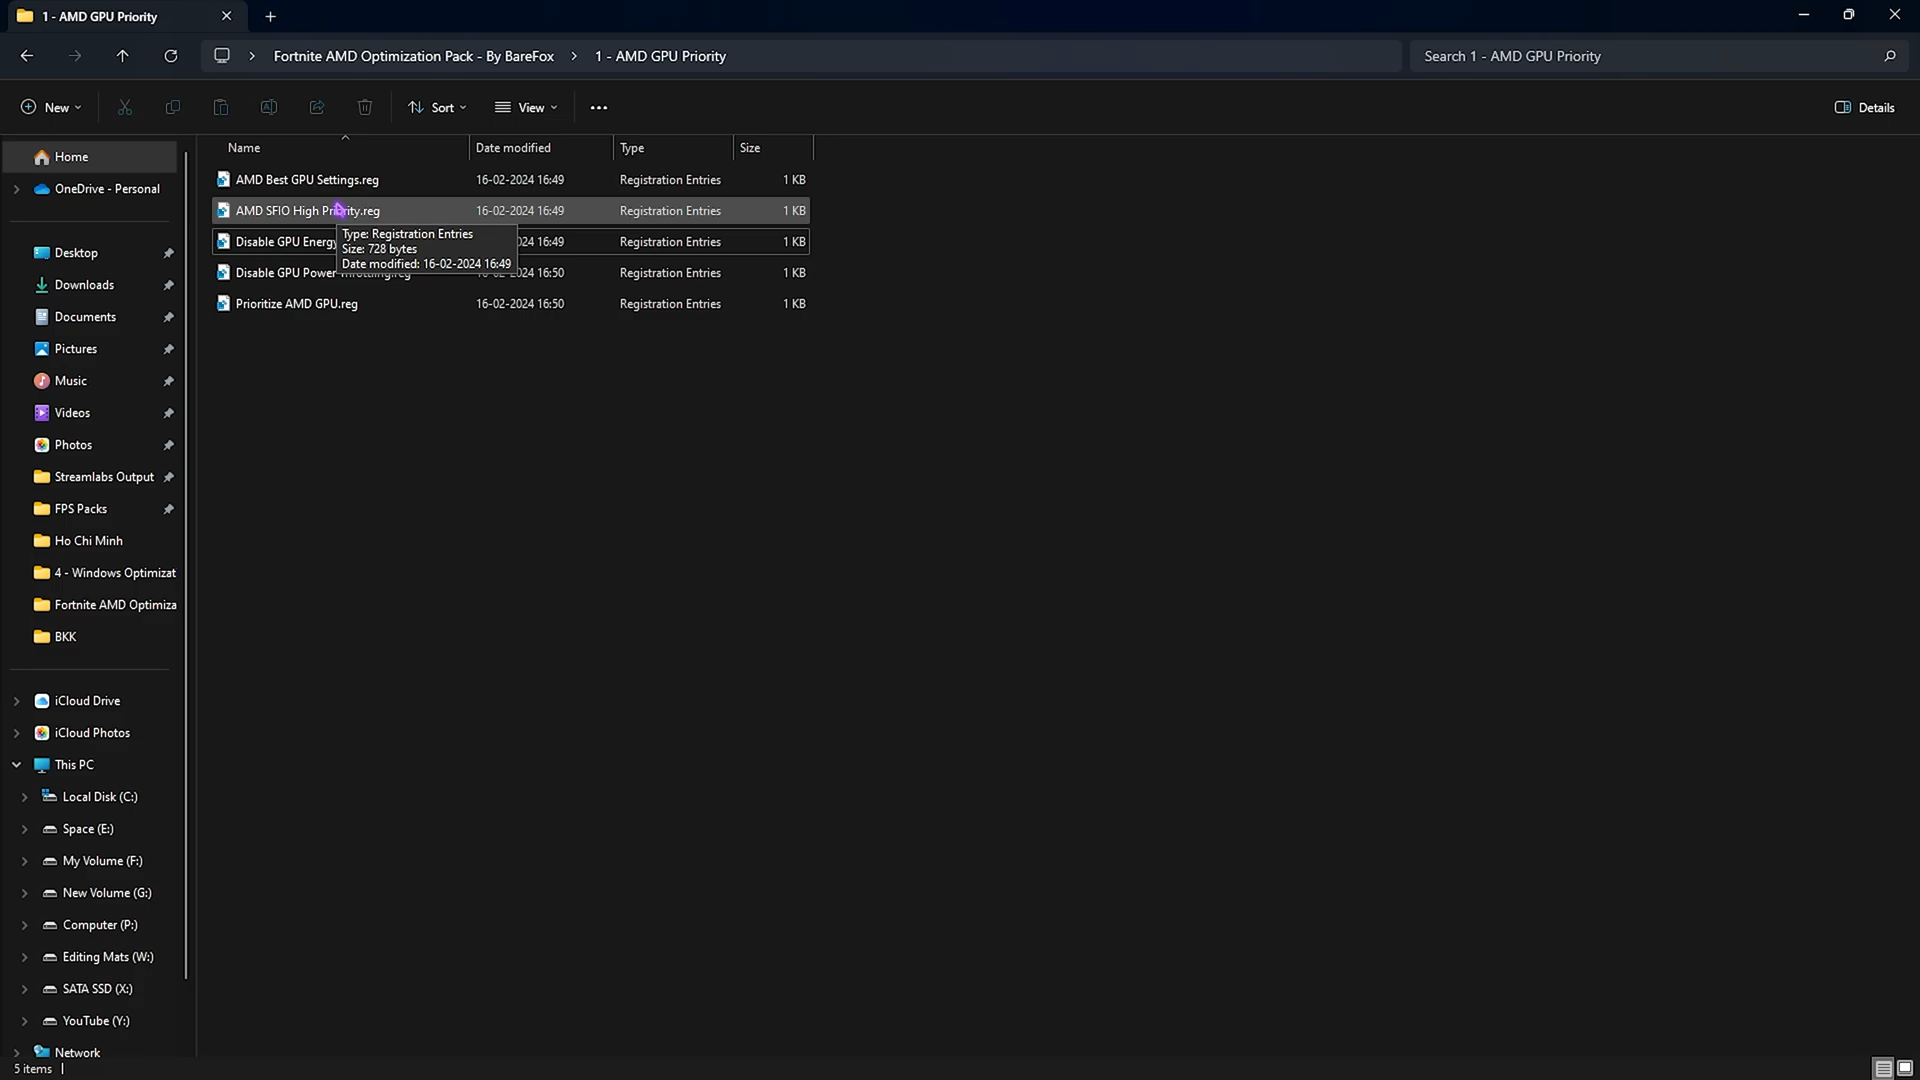 1 - AMD GPU Priority
Fortnite AMD Optimization Pack - By BareFox > 1 - AMD GPU Priority
Search 1 - AMD GPU Priority
New
Sort
View
Details
Name Date modified Type Size
AMD Best GPU Settings.reg 16-02-2024 16:49 Registration Entries 1 KB
AMD SFIO High Priority.reg 16-02-2024 16:49 Registration Entries 1 KB
Disable GPU Energy 024 16:49 Registration Entries 1 KB
Type: Registration Entries
Size: 728 bytes
Date modified: 16-02-2024 16:49
Disable GPU Power Throttling.reg 16-02-2024 16:50 Registration Entries 1 KB
Prioritize AMD GPU.reg 16-02-2024 16:50 Registration Entries 1 KB
Home
OneDrive - Personal
Desktop
Downloads
Documents
Pictures
Music
Videos
Photos
Streamlabs Output
FPS Packs
Ho Chi Minh
4 - Windows Optimizat
Fortnite AMD Optimiza
BKK
iCloud Drive
iCloud Photos
This PC
Local Disk (C:)
Space (E:)
My Volume (F:)
New Volume (G:)
Computer (P:)
Editing Mats (W:)
SATA SSD (X:)
YouTube (Y:)
Network
5 items